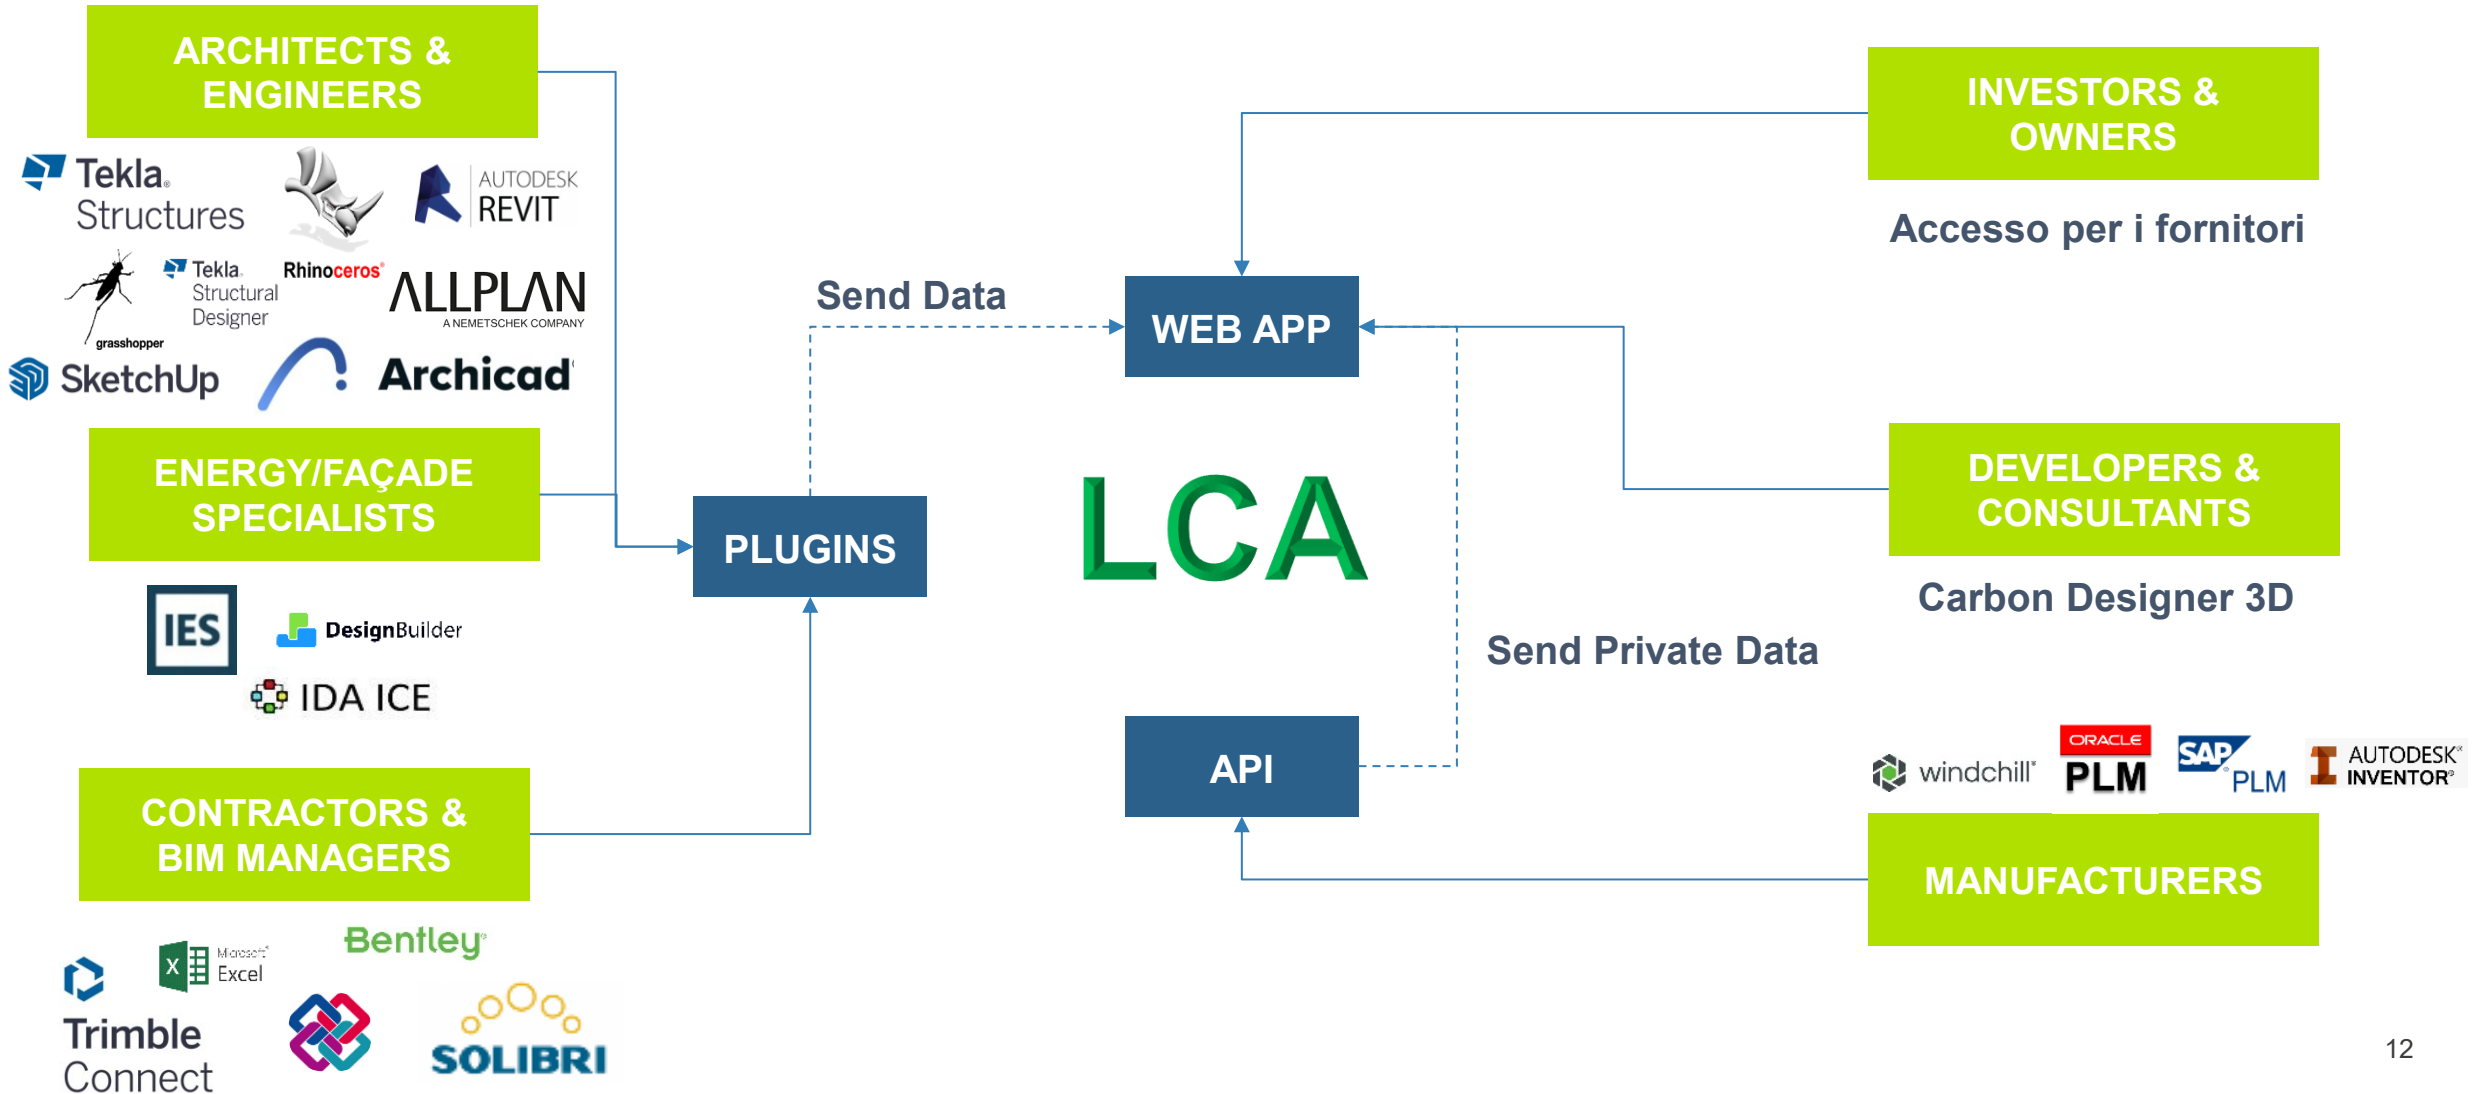 ARCHITECTS &
ENGINEERS
Tekla®
Structures
AUTODESK
REVIT
grasshopper
Tekla
Structural
Designer
Rhinoceros®
ALLPLAN
A NEMETSCHEK COMPANY
SketchUp
Archicad
ENERGY/FAÇADE
SPECIALISTS
IES
DesignBuilder
IDA ICE
CONTRACTORS &
BIM MANAGERS
Bentley®
X
Microsoft®
Excel
Trimble
Connect
SOLIBRI
PLUGINS
Send Data
WEB APP
LCA
API
Send Private Data
INVESTORS &
OWNERS
Accesso per i fornitori
DEVELOPERS &
CONSULTANTS
Carbon Designer 3D
windchill®
ORACLE
PLM
SAP®
PLM
AUTODESK®
INVENTOR®
MANUFACTURERS
12